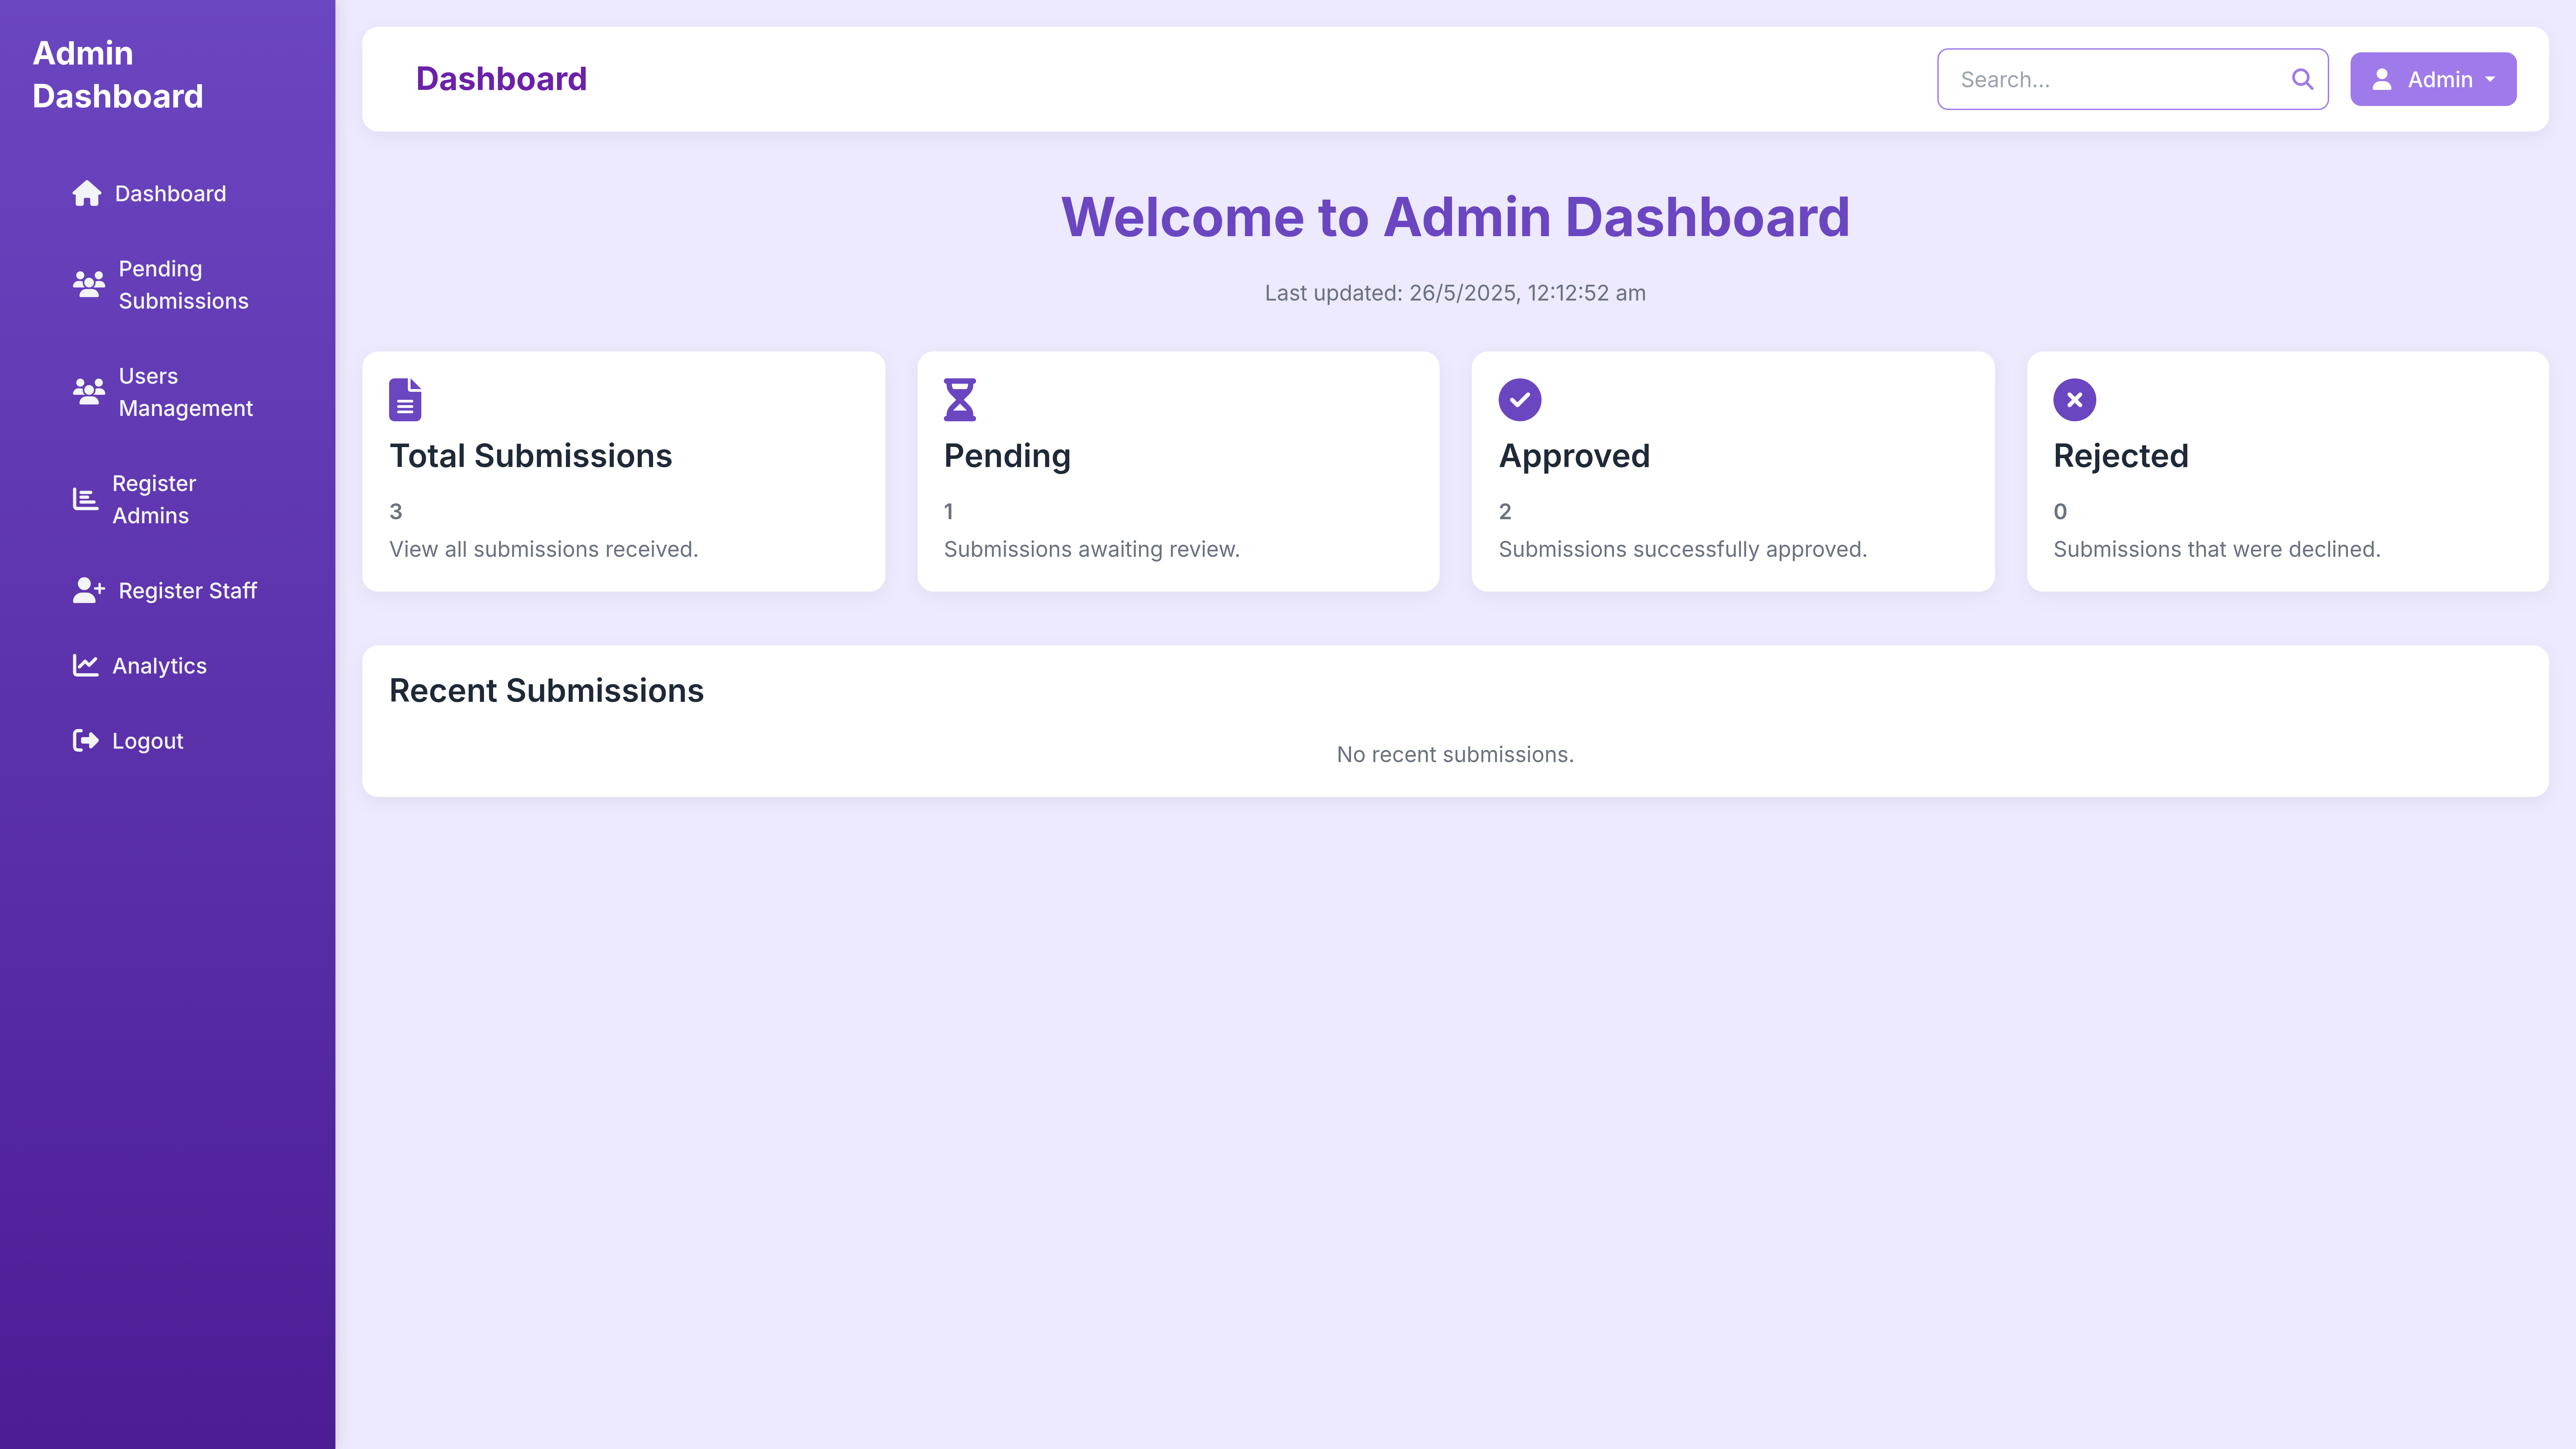 Admin
Dashboard
Dashboard
Pending
Submissions
Users
Management
Register
Admins
Register Staff
Analytics
Logout
Dashboard
Search...
Admin
Welcome to Admin Dashboard
Last updated: 26/5/2025, 12:12:52 am
Total Submissions
3
View all submissions received.
Pending
1
Submissions awaiting review.
Approved
2
Submissions successfully approved.
Rejected
0
Submissions that were declined.
Recent Submissions
No recent submissions.